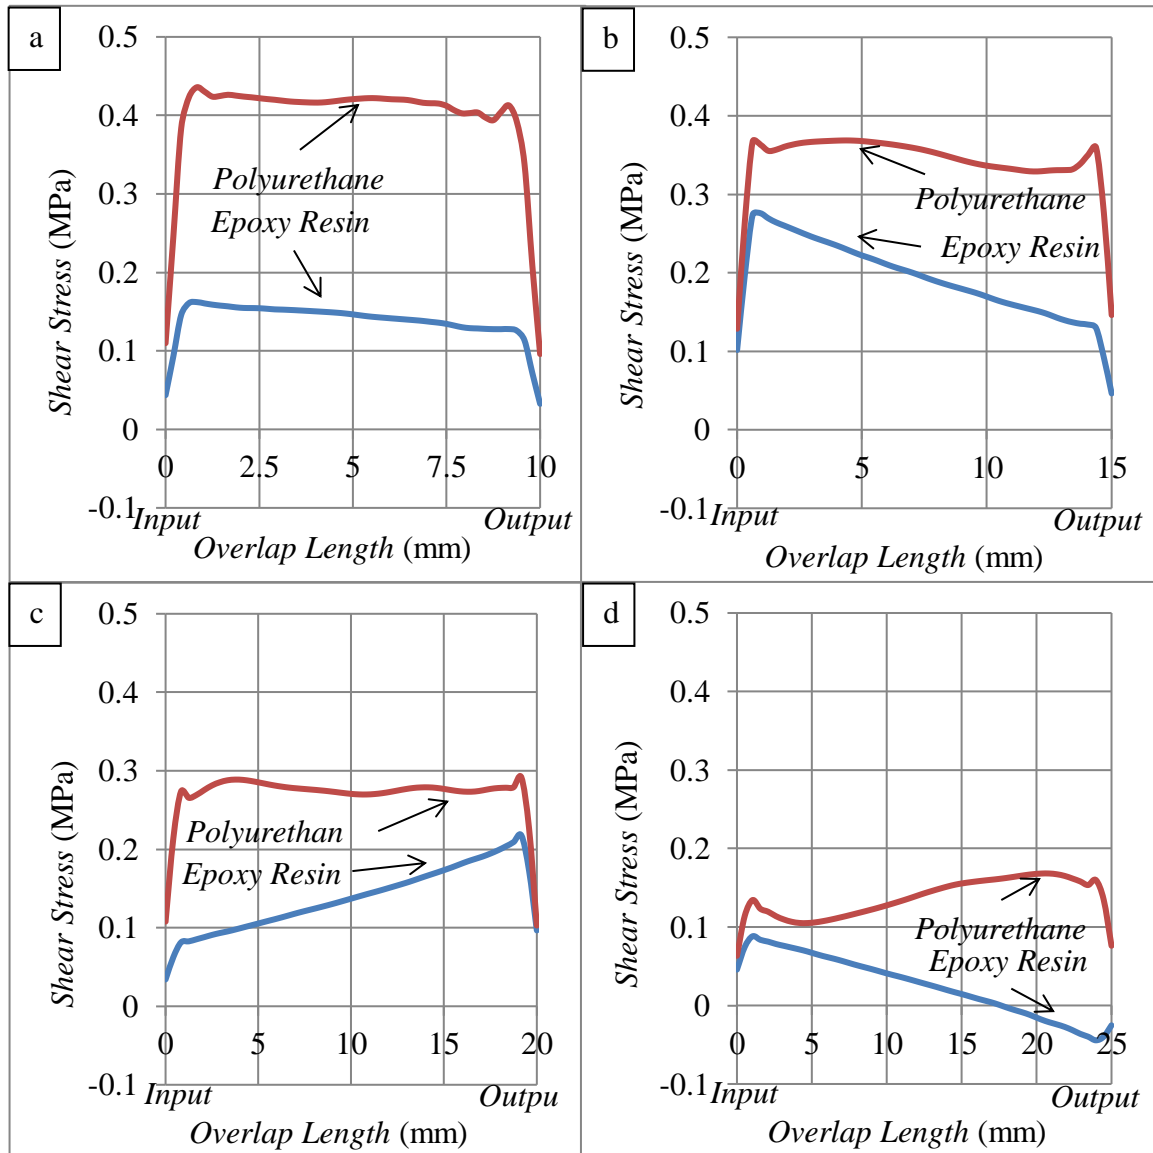 a
0.5
0.4
0.3
0.2
0.1
0
-0.1
Shear Stress (MPa)
Polyurethane
Epoxy Resin
0 2.5 5 7.5 10
Input Output
Overlap Length (mm)
b
0.5
0.4
0.3
0.2
0.1
0
-0.1
Shear Stress (MPa)
Polyurethane
Epoxy Resin
0 5 10 15
Input Output
Overlap Length (mm)
c
0.5
0.4
0.3
0.2
0.1
0
-0.1
Shear Stress (MPa)
Polyurethan
Epoxy Resin
0 5 10 15 20
Input Outpu
Overlap Length (mm)
d
0.5
0.4
0.3
0.2
0.1
0
-0.1
Shear Stress (MPa)
Polyurethane
Epoxy Resin
0 5 10 15 20 25
Input Output
Overlap Length (mm)